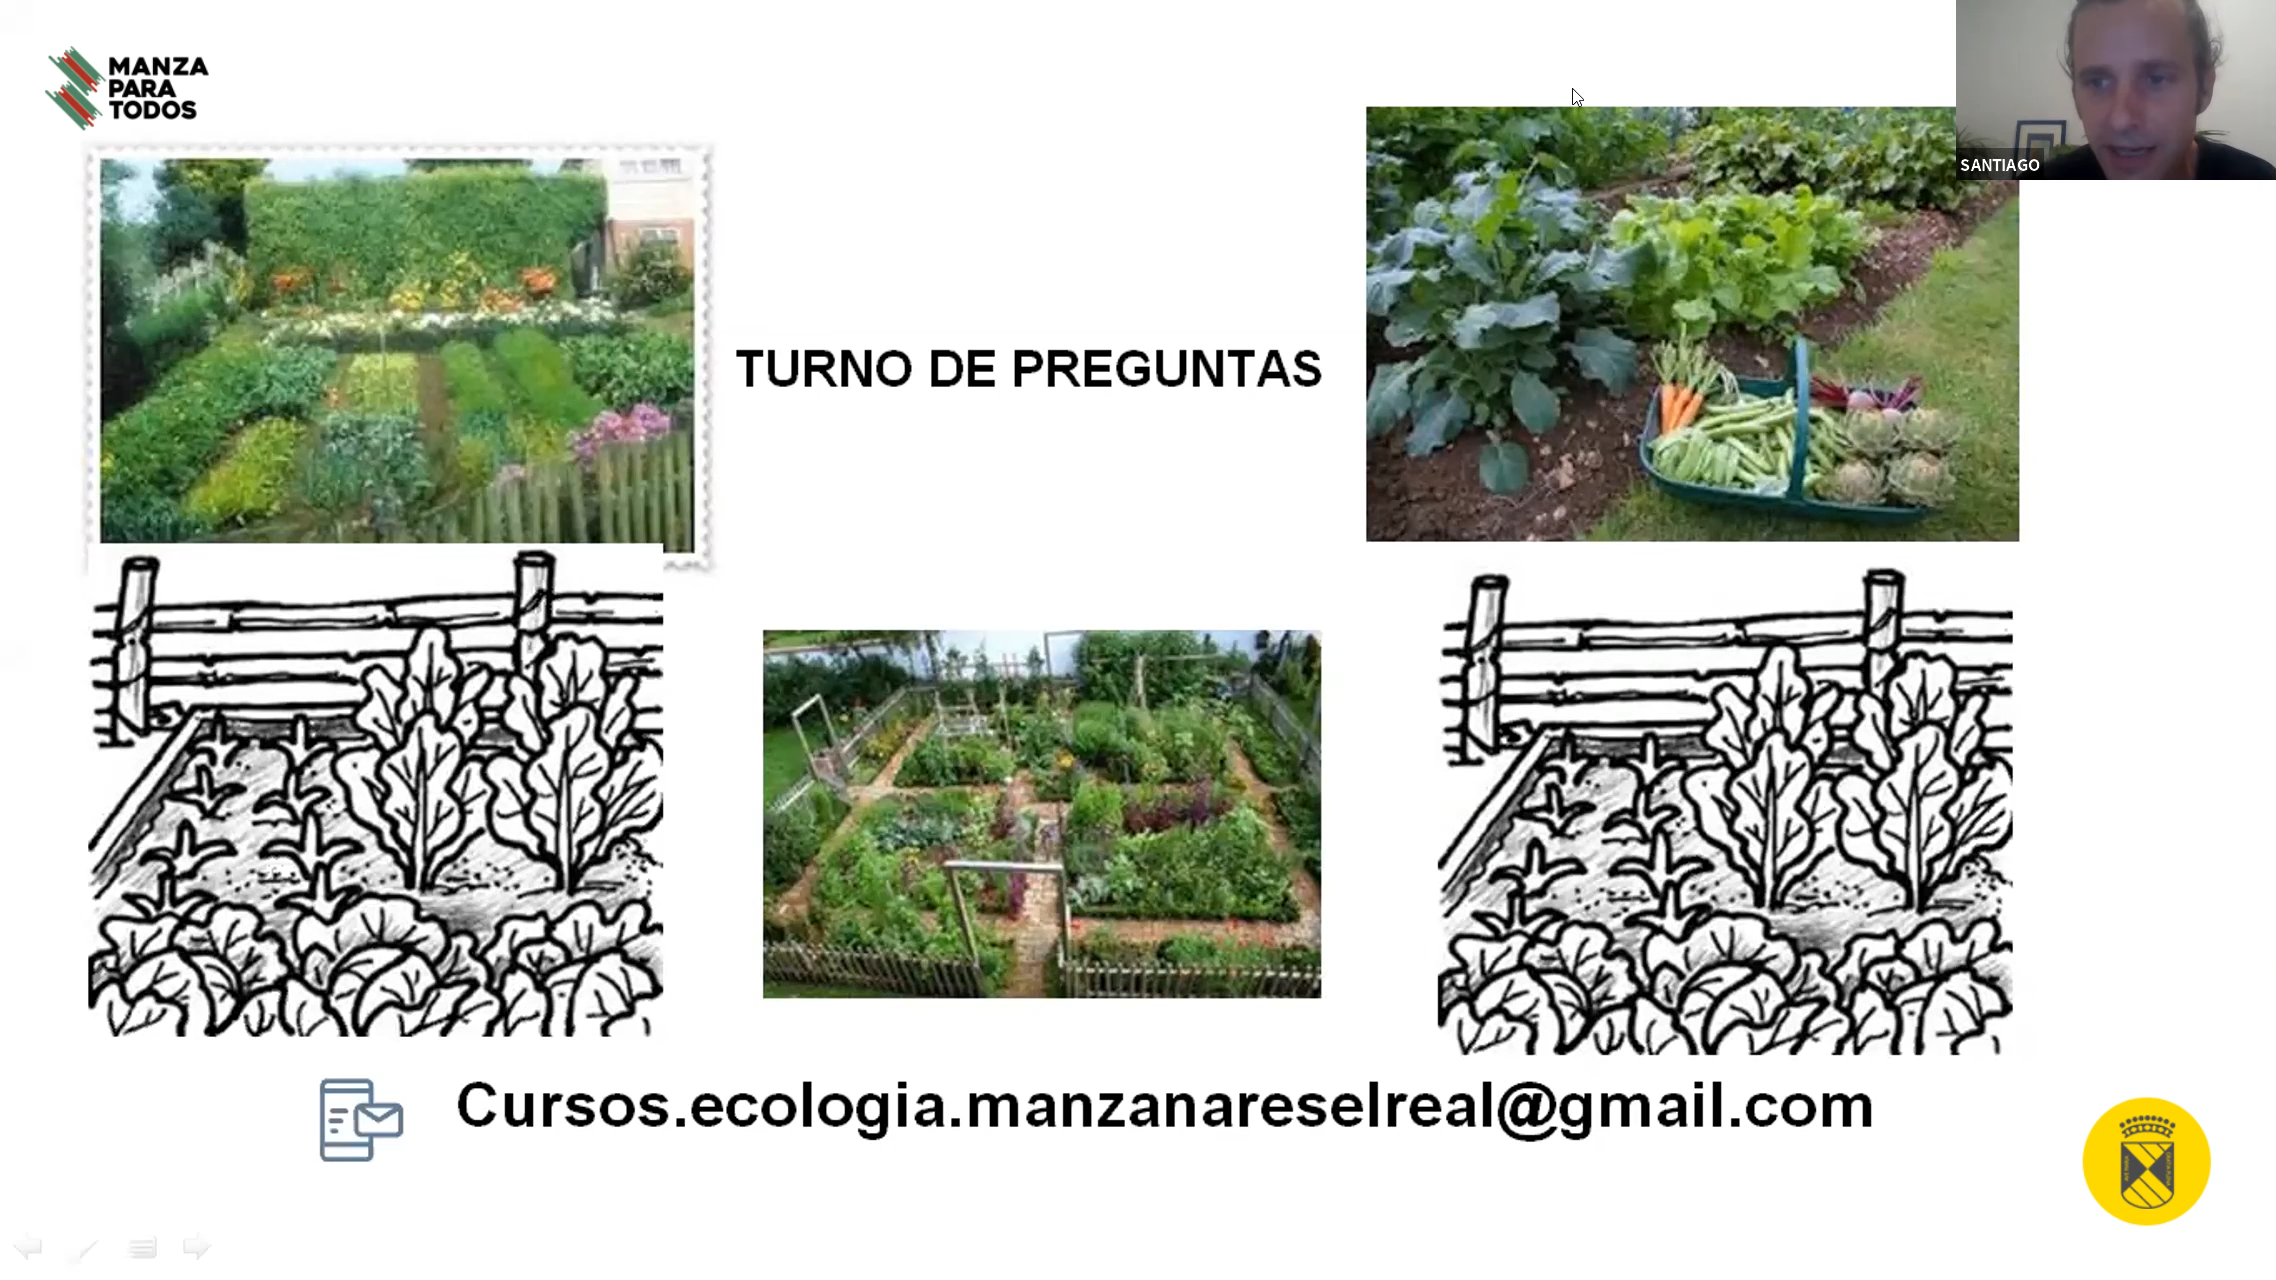 MANZA
PARA
TODOS
SANTIAGO
TURNO DE PREGUNTAS
Cursos.ecologia.manzanareselreal@gmail.com